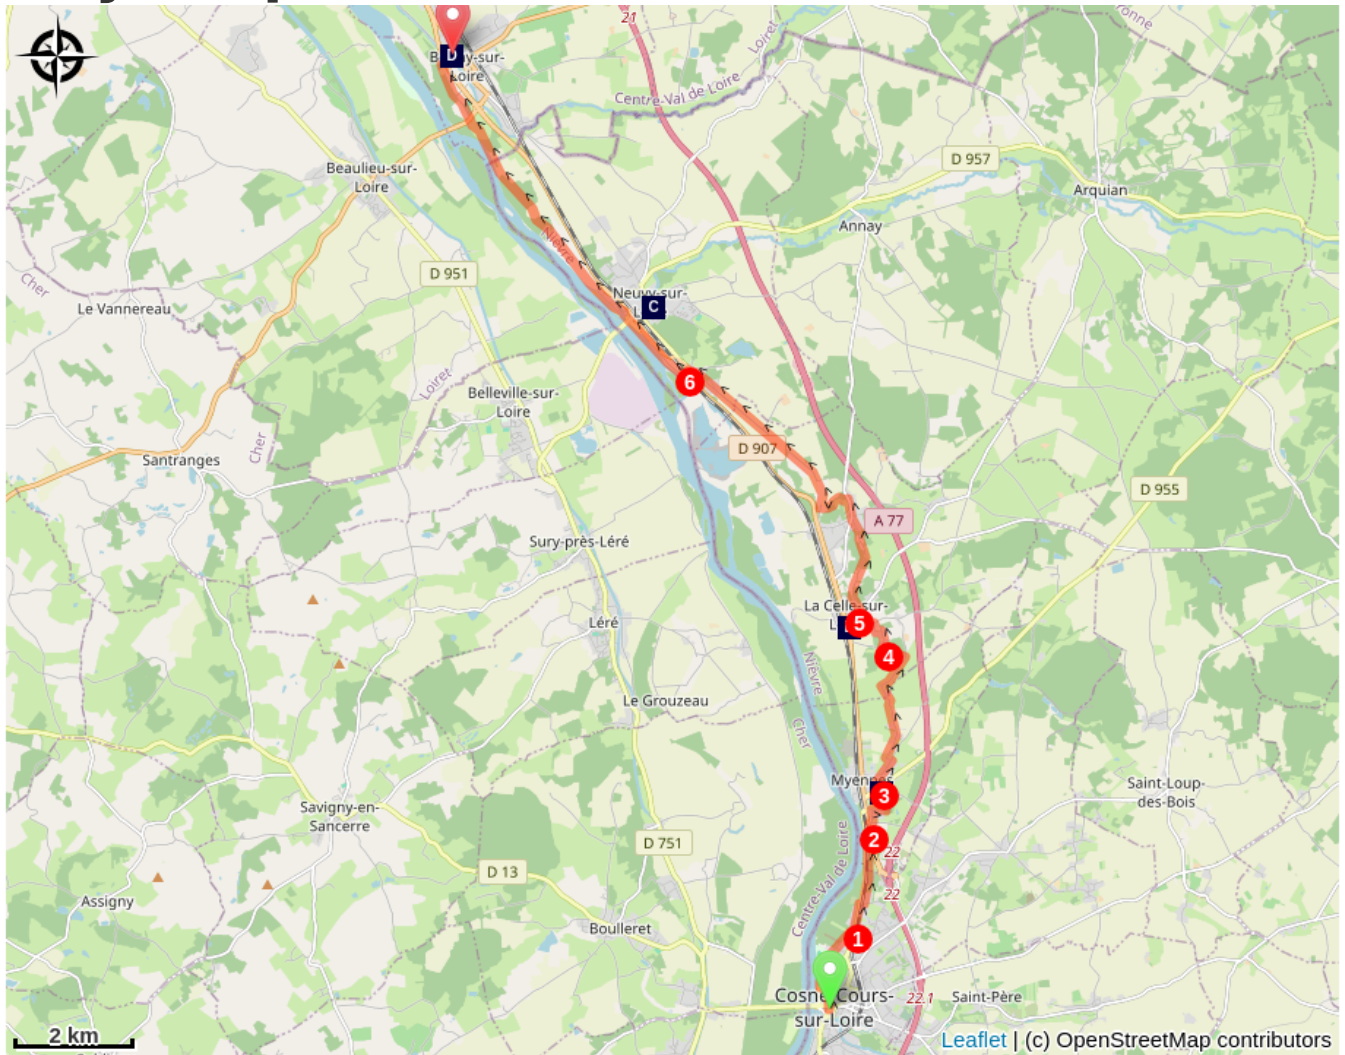 21
Loiret
Yonne
D
sur-
Loire
Centre-Val de Loire
Beaulieu-sur-
Loire
D 957
Arquian
Annay
Nièvre
D 951
Cher
Le Vannereau
Neuvy-sur-
C
Loiret
6
Belleville-sur-
Loire
Cher
D 907
Santranges
D 955
A 77
Sury-près-Léré
La Celle-sur-
5
Léré
4
Nièvre
Le Grouzeau
Cher
Myennes
3
Saint-Loup-
des-Bois
Savigny-en-
Sancerre
2
D 751
22
D 13
Centre-Val de Loire
22
Assigny
Boulleret
1
Cosne-Cours-
sur-Loire
22.1
Saint-Père
2 km
Leaflet | (c) OpenStreetMap contributors